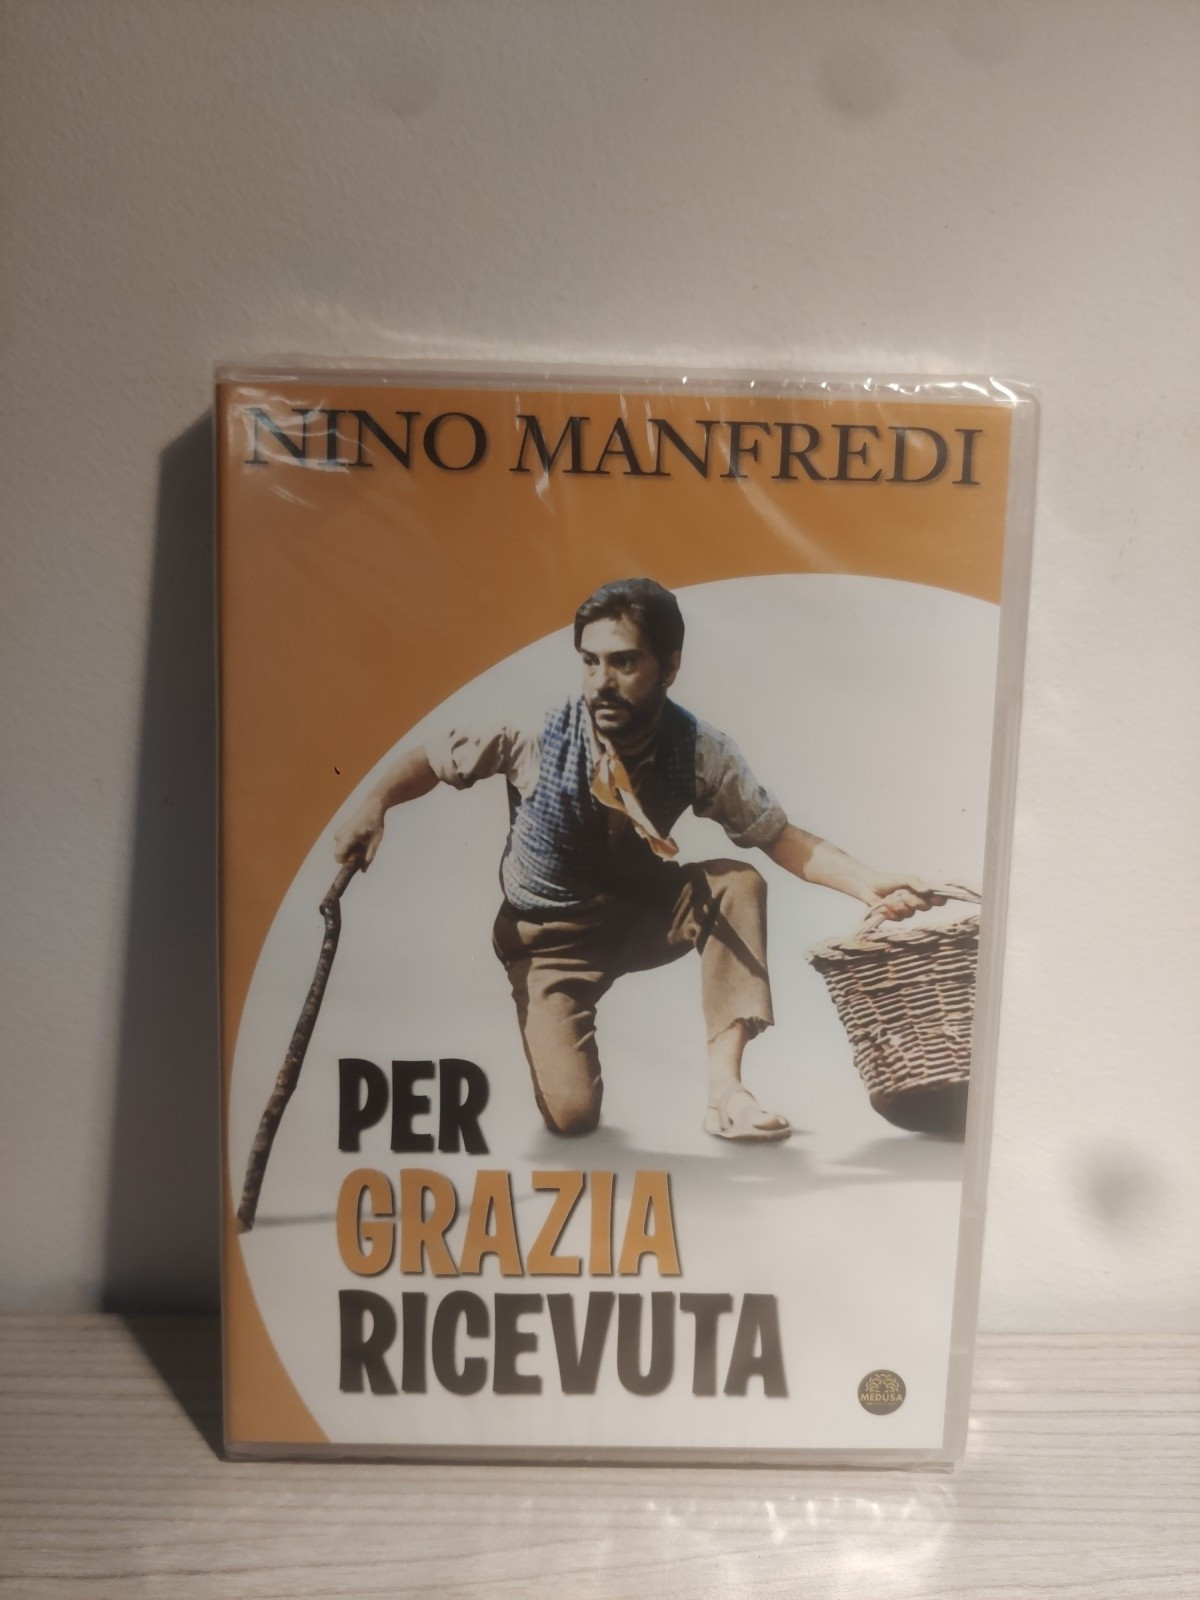 NINO MANFREDI
PER
GRAZIA
RICEVUTA
MEDUSA